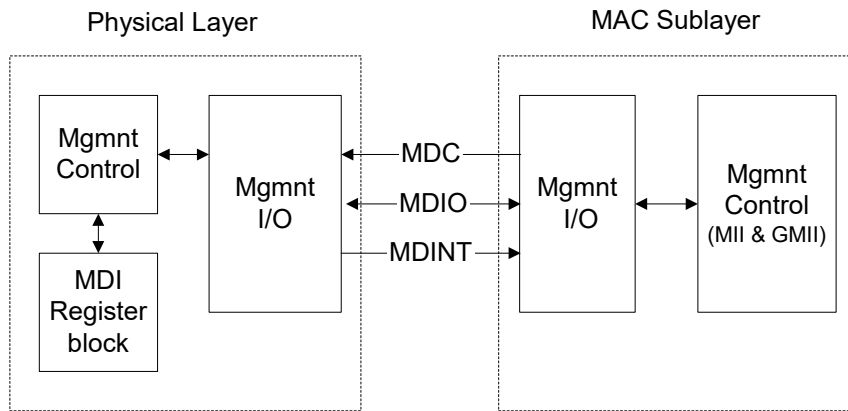 Physical Layer
MAC Sublayer
Mgmnt
Control
Mgmnt
I/O
MDI
Register
block
MDC
MDIO
MDINT
Mgmnt
I/O
Mgmnt
Control
(MII & GMII)